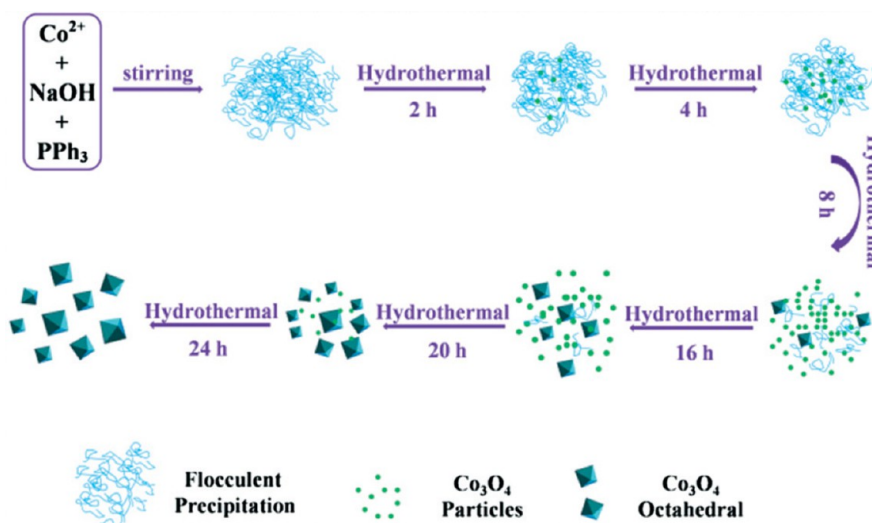 Co²⁺
+
NaOH
+
PPh₃
stirring
Hydrothermal
2 h
Hydrothermal
4 h
Hydrothermal
8 h
Hydrothermal
16 h
Hydrothermal
20 h
Hydrothermal
24 h
Flocculent
Precipitation
Co₃O₄
Particles
Co₃O₄
Octahedral